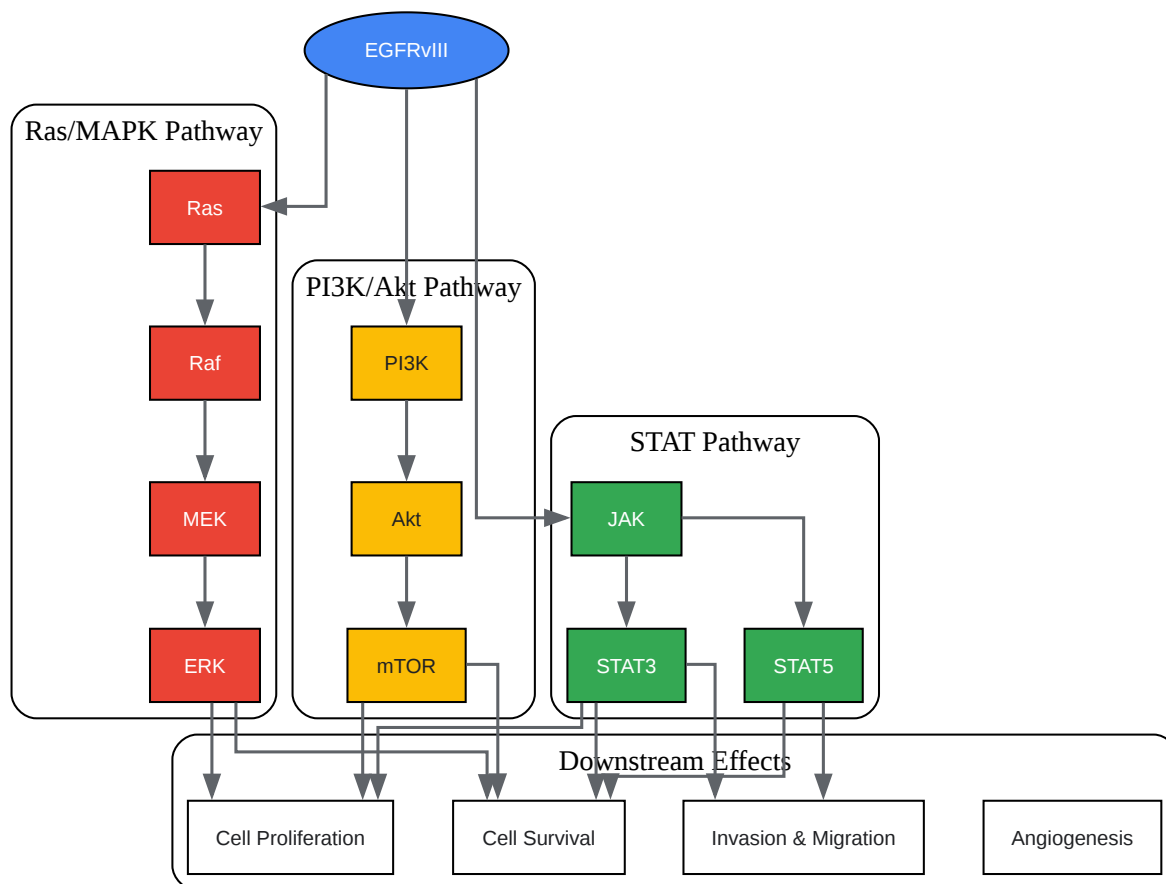 EGFRvIII
Ras/MAPK Pathway
Ras
PI3K/Akt Pathway
Raf
PI3K
STAT Pathway
MEK
Akt
JAK
ERK
mTOR
STAT3
STAT5
Downstream Effects
Cell Proliferation
Cell Survival
Invasion & Migration
Angiogenesis